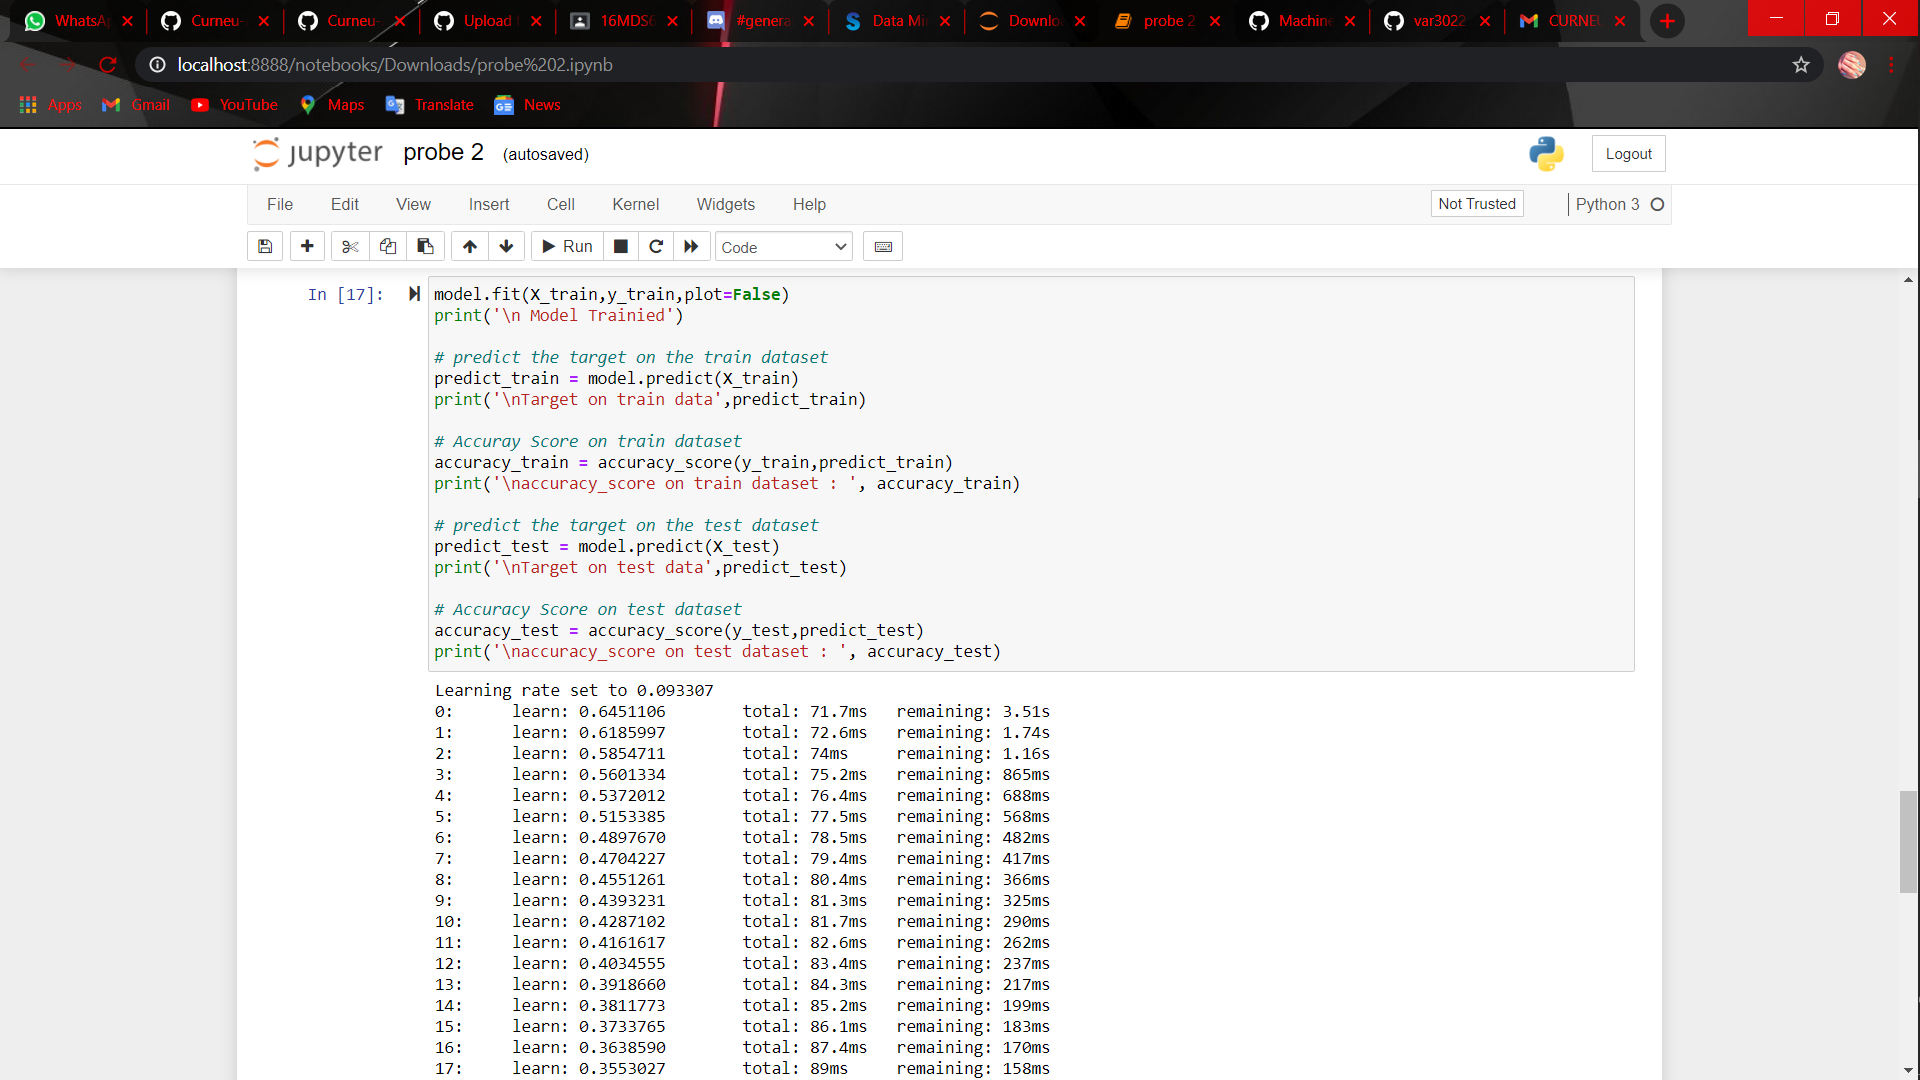 WhatsA Curneu- Curneu- Upload 16MDS6 #genera Data Mi Downlo probe 2 Machine var3022 CURNEU
localhost:8888/notebooks/Downloads/probe%202.ipynb
Apps Gmail YouTube Maps Translate News
jupyter probe 2 (autosaved) Logout
File Edit View Insert Cell Kernel Widgets Help Not Trusted Python 3
Run Code
In [17]: model.fit(X_train,y_train,plot=False)
print('\n Model Trainied')
# predict the target on the train dataset
predict_train = model.predict(X_train)
print('\nTarget on train data',predict_train)
# Accuray Score on train dataset
accuracy_train = accuracy_score(y_train,predict_train)
print('\naccuracy_score on train dataset : ', accuracy_train)
# predict the target on the test dataset
predict_test = model.predict(X_test)
print('\nTarget on test data',predict_test)
# Accuracy Score on test dataset
accuracy_test = accuracy_score(y_test,predict_test)
print('\naccuracy_score on test dataset : ', accuracy_test)
Learning rate set to 0.093307
0: learn: 0.6451106 total: 71.7ms remaining: 3.51s
1: learn: 0.6185997 total: 72.6ms remaining: 1.74s
2: learn: 0.5854711 total: 74ms remaining: 1.16s
3: learn: 0.5601334 total: 75.2ms remaining: 865ms
4: learn: 0.5372012 total: 76.4ms remaining: 688ms
5: learn: 0.5153385 total: 77.5ms remaining: 568ms
6: learn: 0.4897670 total: 78.5ms remaining: 482ms
7: learn: 0.4704227 total: 79.4ms remaining: 417ms
8: learn: 0.4551261 total: 80.4ms remaining: 366ms
9: learn: 0.4393231 total: 81.3ms remaining: 325ms
10: learn: 0.4287102 total: 81.7ms remaining: 290ms
11: learn: 0.4161617 total: 82.6ms remaining: 262ms
12: learn: 0.4034555 total: 83.4ms remaining: 237ms
13: learn: 0.3918660 total: 84.3ms remaining: 217ms
14: learn: 0.3811773 total: 85.2ms remaining: 199ms
15: learn: 0.3733765 total: 86.1ms remaining: 183ms
16: learn: 0.3638590 total: 87.4ms remaining: 170ms
17: learn: 0.3553027 total: 89ms remaining: 158ms